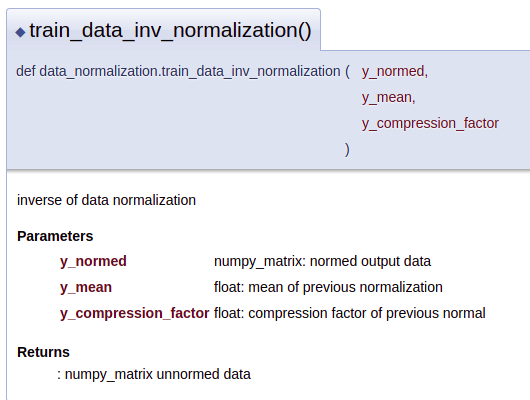 ◆ train_data_inv_normalization()
def data_normalization.train_data_inv_normalization ( y_normed,
y_mean,
y_compression_factor
)
inverse of data normalization
Parameters
y_normed numpy_matrix: normed output data
y_mean float: mean of previous normalization
y_compression_factor float: compression factor of previous normal
Returns
: numpy_matrix unnormed data